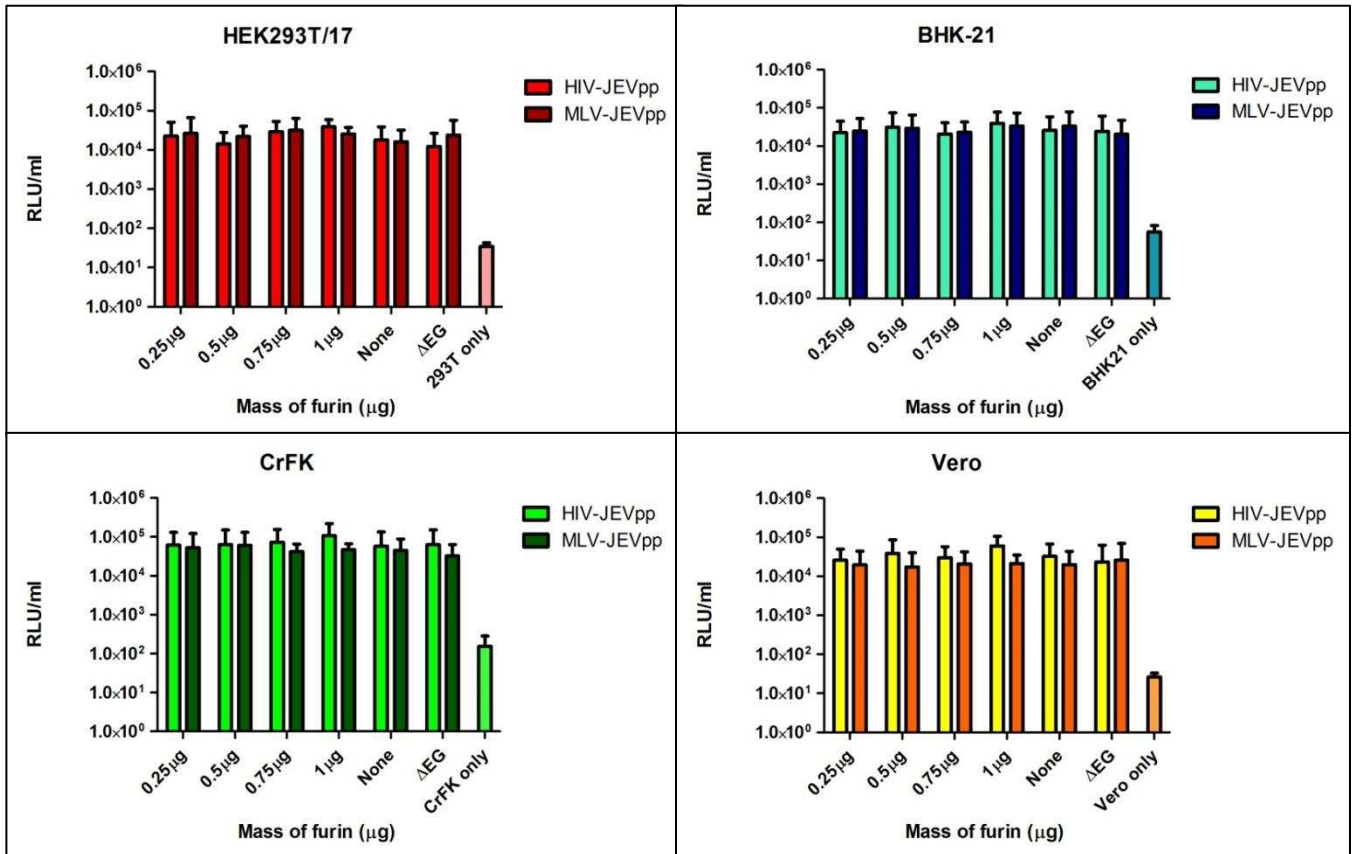 HEK293T/17
1.0×10⁶
1.0×10⁵
1.0×10⁴
1.0×10³
1.0×10²
1.0×10¹
1.0×10⁰
RLU/ml
HIV-JEVpp
MLV-JEVpp
0.25µg
0.5µg
0.75µg
1µg
None
ΔEG
293T only
Mass of furin (µg)
BHK-21
1.0×10⁶
1.0×10⁵
1.0×10⁴
1.0×10³
1.0×10²
1.0×10¹
1.0×10⁰
RLU/ml
HIV-JEVpp
MLV-JEVpp
0.25µg
0.5µg
0.75µg
1µg
None
ΔEG
BHK21 only
Mass of furin (µg)
CrFK
1.0×10⁶
1.0×10⁵
1.0×10⁴
1.0×10³
1.0×10²
1.0×10¹
1.0×10⁰
RLU/ml
HIV-JEVpp
MLV-JEVpp
0.25µg
0.5µg
0.75µg
1µg
None
ΔEG
CrFK only
Mass of furin (µg)
Vero
1.0×10⁶
1.0×10⁵
1.0×10⁴
1.0×10³
1.0×10²
1.0×10¹
1.0×10⁰
RLU/ml
HIV-JEVpp
MLV-JEVpp
0.25µg
0.5µg
0.75µg
1µg
None
ΔEG
Vero only
Mass of furin (µg)